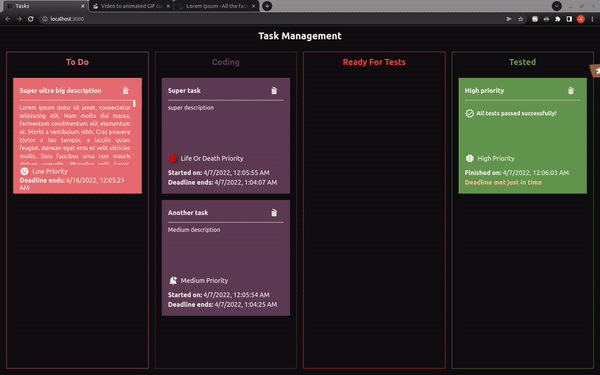 Tasks
Video to animated GIF co
Lorem Ipsum - All the fac
localhost:3000
Task Management
To Do
Super ultra big description
Lorem ipsum dolor sit amet, consectetur
adipiscing elit. Nam mollis dui massa,
fermentum condimentum elit elementum
at. Morbi a vestibulum nibh. Cras posuere
tortor a leo tempor, a iaculis quam
feugiat. Aenean eget eros et velit ultricies
mollis. Duis faucibus urna non mauris
Low Priority
Deadline ends: 6/16/2022, 12:05:21
AM
Coding
Super task
super description
Life Or Death Priority
Started on: 4/7/2022, 12:05:55 AM
Deadline ends: 4/7/2022, 1:04:07 AM
Another task
Medium description
Medium Priority
Started on: 4/7/2022, 12:05:54 AM
Deadline ends: 4/7/2022, 1:04:25 AM
Ready For Tests
Tested
High priority
All tests passed successfully!
High Priority
Finished on: 4/7/2022, 12:06:03 AM
Deadline met just in time